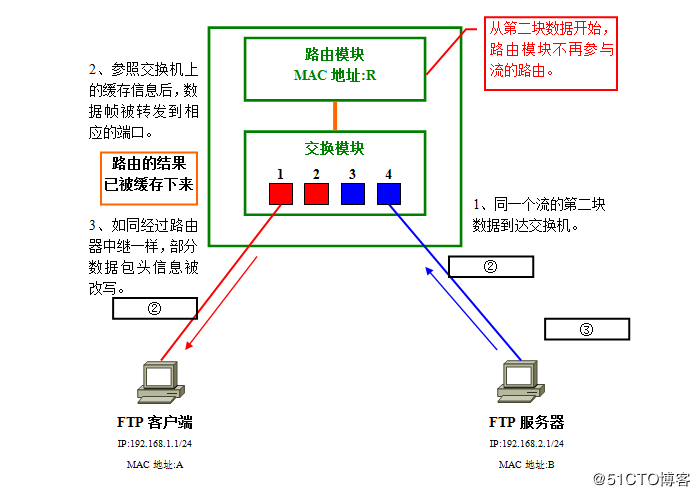 从第二块数据开始，
路由模块不再参与
流的路由。
路由模块
MAC 地址:R
2、参照交换机上
的缓存信息后，数
据帧被转发到相
应的端口。
交换模块
1 2 3 4
路由的结果
已被缓存下来
1、同一个流的第二块
数据到达交换机。
3、如同经过路由
器中继一样，部分
数据包头信息被
改写。
②
②
③
FTP 客户端
IP:192.168.1.1/24
MAC 地址:A
FTP 服务器
IP:192.168.2.1/24
MAC 地址:B
@51CTO博客